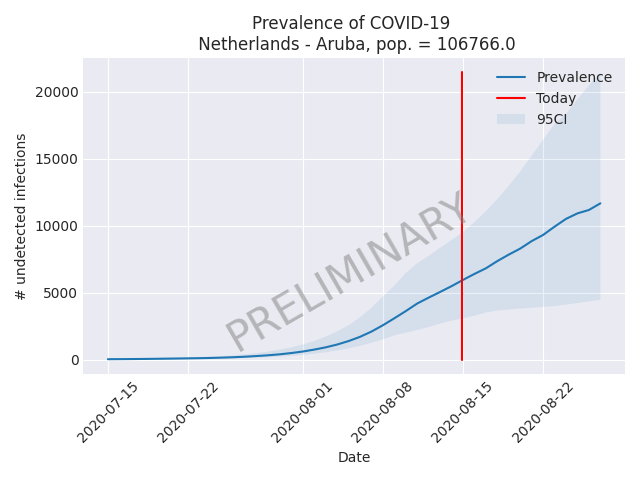 Prevalence of COVID-19
Netherlands - Aruba, pop. = 106766.0
# undetected infections
20000
15000
10000
5000
0
Prevalence
Today
95CI
PRELIMINARY
2020-07-15
2020-07-22
2020-08-01
2020-08-08
2020-08-15
2020-08-22
Date